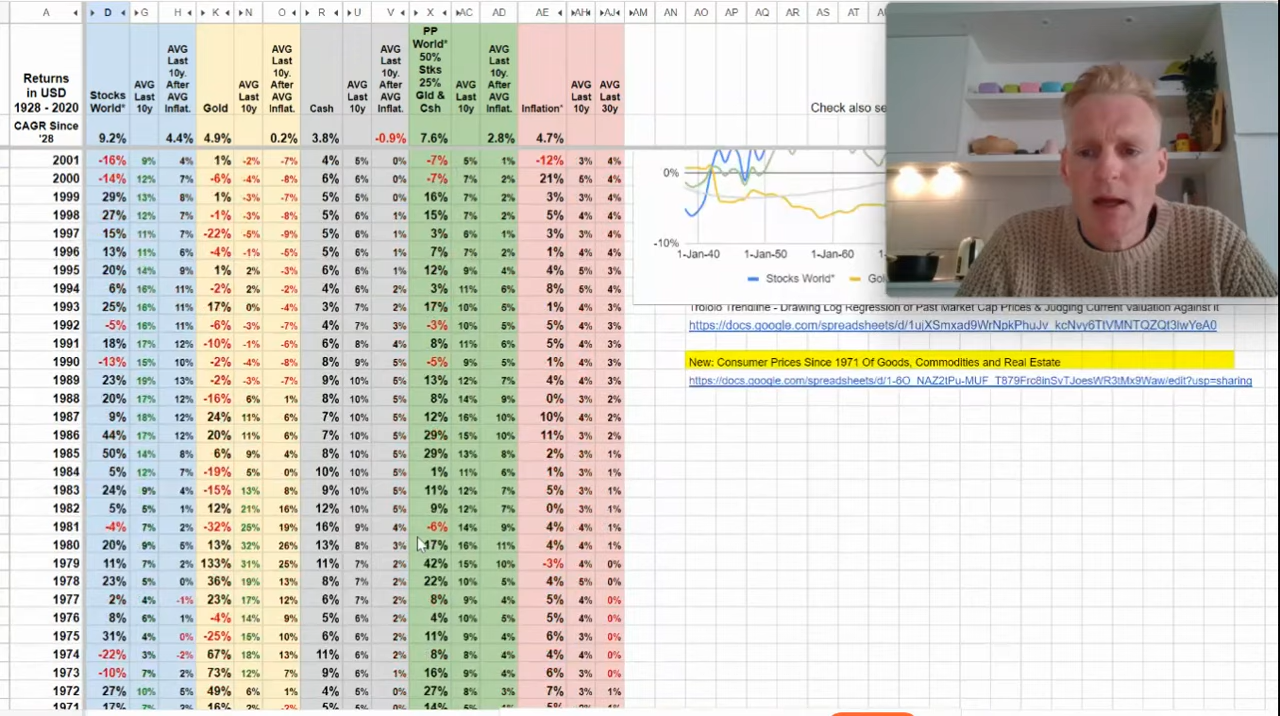 A D G H K N O R U V X AC AD AE AH AJ AM AN AO AP AQ AR AS AT
Returns in USD 1928 - 2020 Stocks World* AVG Last 10y AVG Last 10y. After AVG Inflat. Gold AVG Last 10y AVG Last 10y. After AVG Inflat. Cash AVG Last 10y AVG Last 10y. After AVG Inflat. PP World* 50% Stks 25% Gld & Csh AVG Last 10y AVG Last 10y. After AVG Inflat. Inflation* AVG Last 10y AVG Last 30y
Check also se
CAGR Since '28 9.2% 4.4% 4.9% 0.2% 3.8% -0.9% 7.6% 2.8% 4.7%
2001 -16% 9% 4% 1% -2% -7% 4% 5% 0% -7% 5% 1% -12% 3% 4%
2000 -14% 12% 7% -6% -4% -8% 6% 6% 0% -7% 7% 2% 21% 5% 4%
1999 29% 13% 8% 1% -3% -7% 5% 5% 0% 16% 7% 2% 3% 4% 4%
1998 27% 12% 7% -1% -3% -8% 5% 6% 1% 15% 7% 2% 5% 4% 4%
1997 15% 11% 7% -22% -5% -9% 5% 6% 1% 3% 6% 1% 3% 4% 4%
1996 13% 11% 6% -4% -1% -5% 5% 6% 1% 7% 7% 2% 1% 4% 4%
1995 20% 14% 9% 1% 2% -3% 6% 6% 1% 12% 9% 4% 4% 5% 3%
1994 6% 16% 11% -2% 2% -2% 4% 6% 2% 3% 11% 6% 8% 5% 4%
1993 25% 16% 11% 17% 0% -4% 3% 7% 2% 17% 10% 5% 1% 4% 3%
1992 -5% 16% 11% -6% -3% -7% 4% 7% 3% -3% 10% 5% 5% 4% 3%
1991 18% 17% 12% -10% -1% -5% 6% 8% 4% 8% 11% 6% 5% 4% 3%
1990 -13% 15% 10% -2% -4% -8% 8% 9% 5% -5% 9% 5% 1% 4% 3%
1989 23% 19% 13% -2% -3% -7% 9% 10% 5% 13% 12% 7% 4% 4% 3%
1988 20% 17% 12% -16% 6% 1% 8% 10% 5% 8% 14% 9% 0% 4% 3%
1987 9% 18% 12% 24% 11% 6% 7% 10% 5% 12% 16% 10% 10% 4% 2%
1986 44% 17% 12% 20% 11% 6% 7% 10% 5% 29% 15% 10% 11% 3% 2%
1985 50% 14% 8% 6% 9% 4% 8% 10% 5% 29% 13% 8% 2% 3% 1%
1984 5% 12% 7% -19% 5% 0% 10% 10% 5% 1% 11% 6% 1% 3% 1%
1983 24% 9% 4% -15% 13% 8% 9% 10% 5% 11% 12% 7% 5% 3% 1%
1982 5% 5% 1% 12% 21% 16% 12% 10% 5% 9% 12% 7% 0% 3% 1%
1981 -4% 7% 2% -32% 25% 19% 16% 9% 4% -6% 14% 9% 4% 4% 1%
1980 20% 9% 5% 13% 32% 26% 13% 8% 3% 17% 16% 11% 4% 4% 1%
1979 11% 7% 2% 133% 31% 25% 11% 7% 2% 42% 15% 10% -3% 4% 0%
1978 23% 5% 0% 36% 19% 13% 8% 7% 2% 22% 10% 5% 4% 5% 0%
1977 2% 4% -1% 23% 17% 12% 6% 7% 2% 8% 9% 4% 5% 4% 0%
1976 8% 6% 1% -4% 14% 9% 5% 6% 2% 4% 10% 5% 5% 4% 0%
1975 31% 4% 0% -25% 15% 10% 6% 6% 2% 11% 9% 4% 6% 4% 0%
1974 -22% 3% -2% 67% 18% 13% 11% 6% 2% 8% 8% 4% 4% 4% 0%
1973 -10% 7% 2% 73% 12% 7% 9% 6% 1% 16% 9% 4% 6% 3% 0%
1972 27% 10% 5% 49% 6% 1% 4% 5% 0% 27% 8% 3% 7% 3% 1%
1971 17%
0%
-10%
1-Jan-40 1-Jan-50 1-Jan-60
Stocks World*
Trololo Trendline - Drawing Log Regression of Past Market Cap Prices & Judging Current Valuation Against It
New: Consumer Prices Since 1971 Of Goods, Commodities and Real Estate